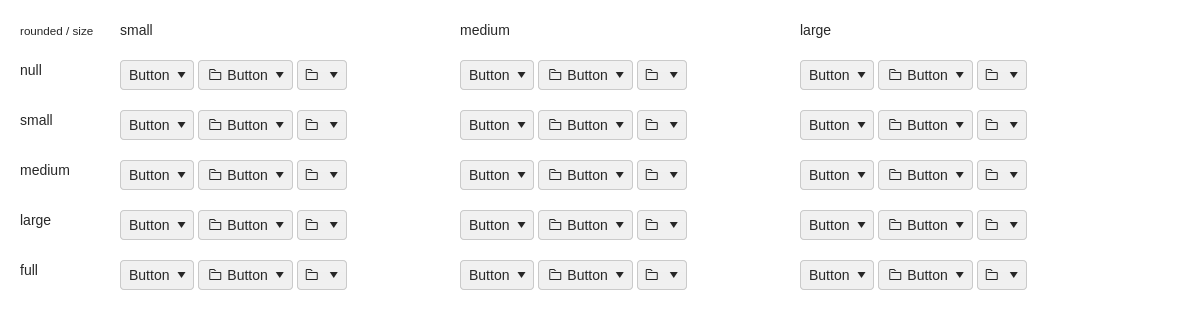 rounded / size small medium large
null Button Button Button Button Button Button
small Button Button Button Button Button Button
medium Button Button Button Button Button Button
large Button Button Button Button Button Button
full Button Button Button Button Button Button